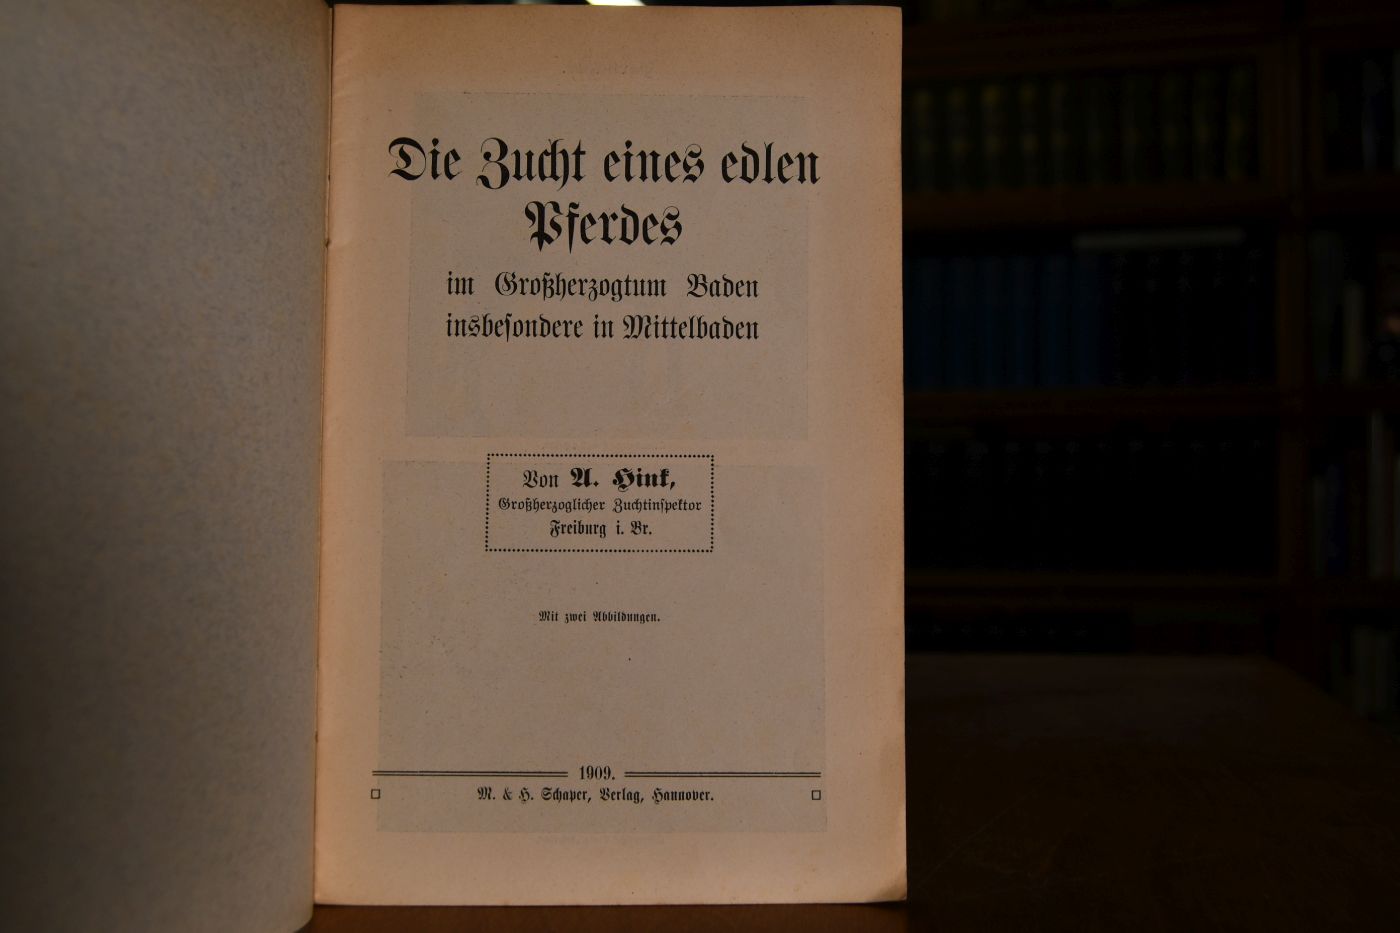 Die Zucht eines edlen
Pferdes
im Großherzogtum Baden
insbesondere in Mittelbaden
Von A. Hink,
Großherzoglicher Zuchtinspektor
Freiburg i. Br.
Mit zwei Abbildungen.
1909.
M. & H. Schaper, Verlag, Hannover.